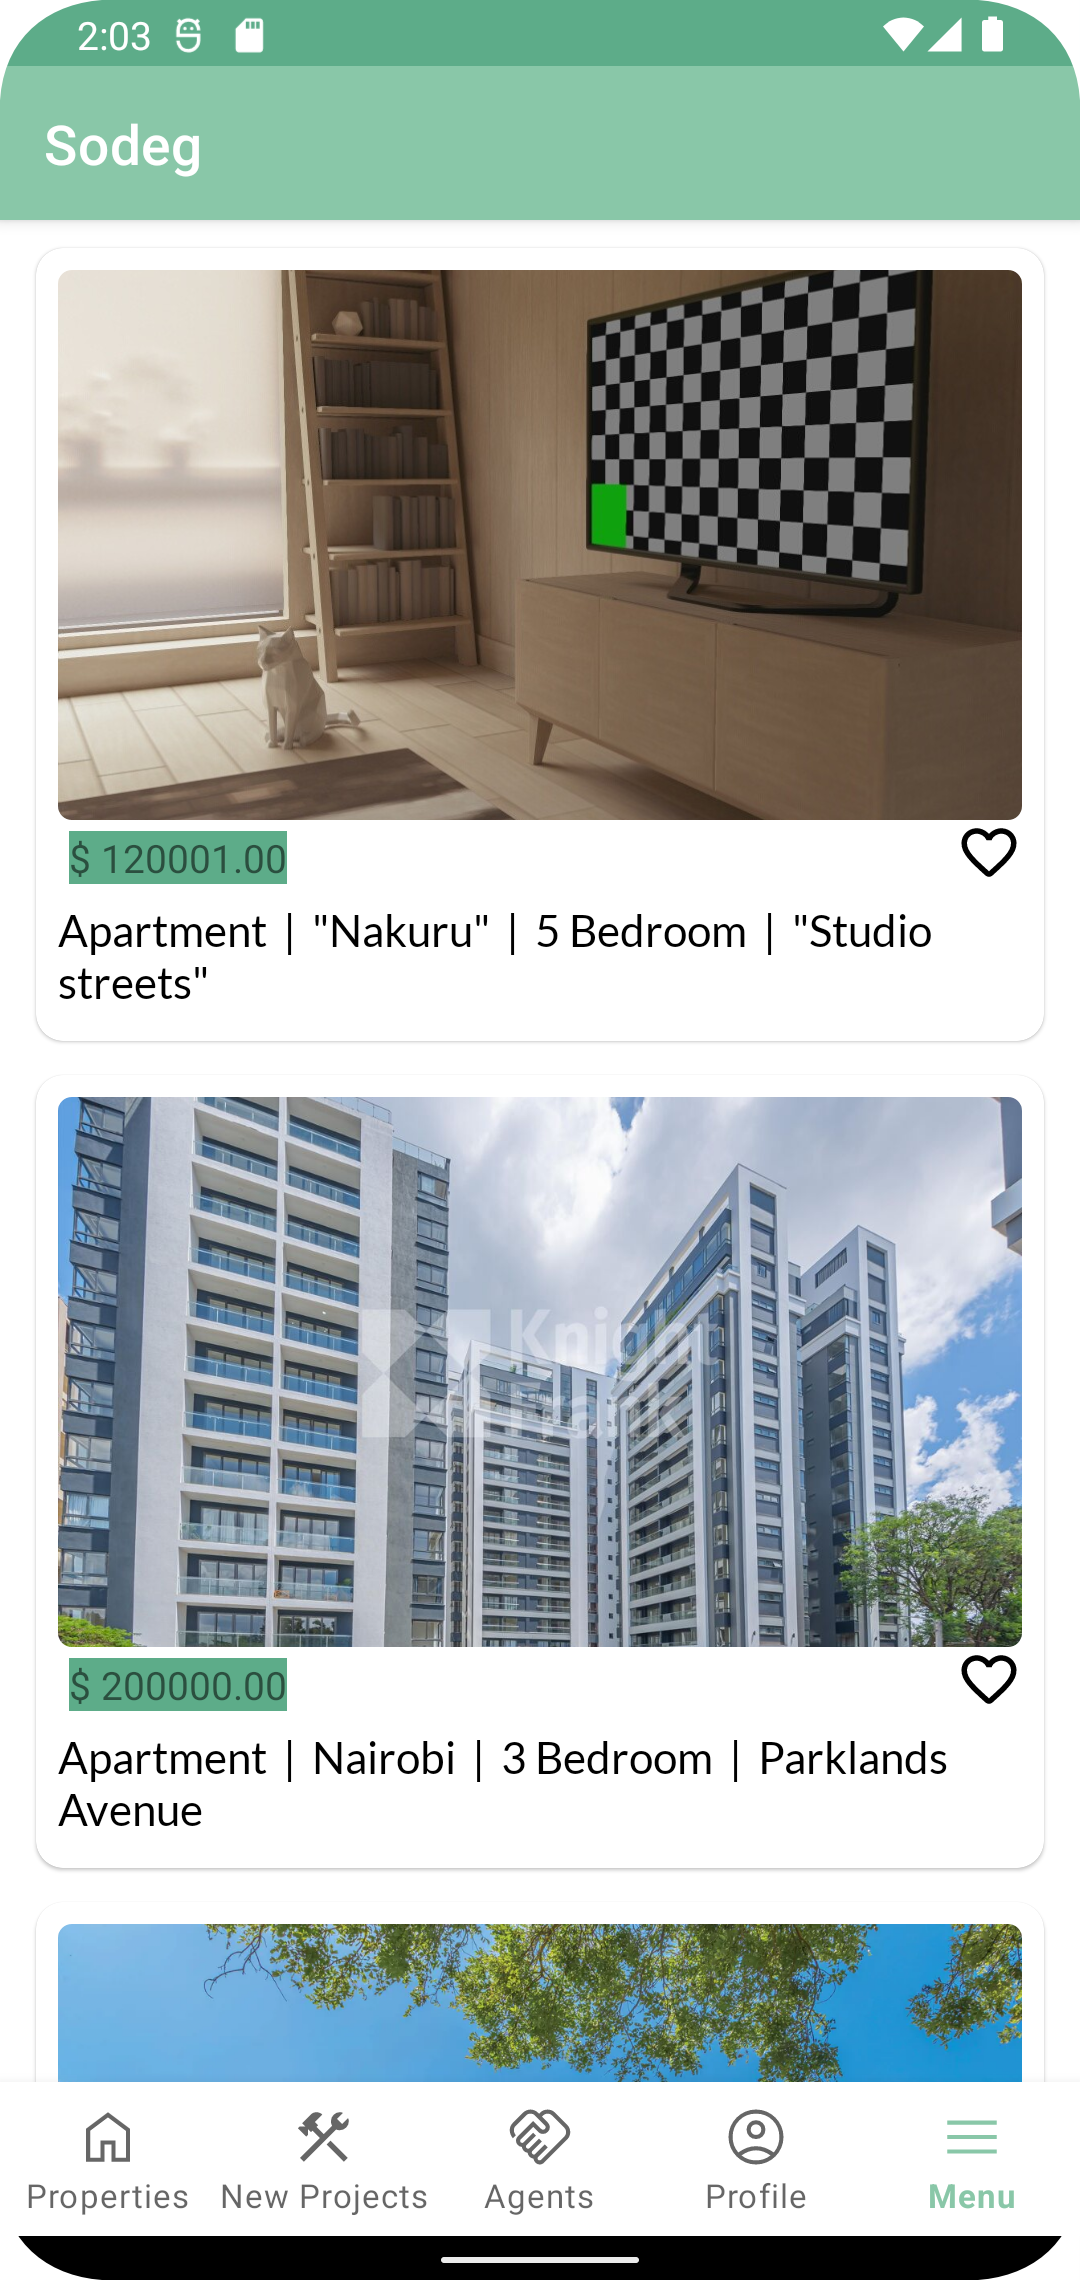 2:03
Sodeg
$ 120001.00
Apartment | "Nakuru" | 5 Bedroom | "Studio
streets"
Knight
Frank
$ 200000.00
Apartment | Nairobi | 3 Bedroom | Parklands
Avenue
Properties
New Projects
Agents
Profile
Menu